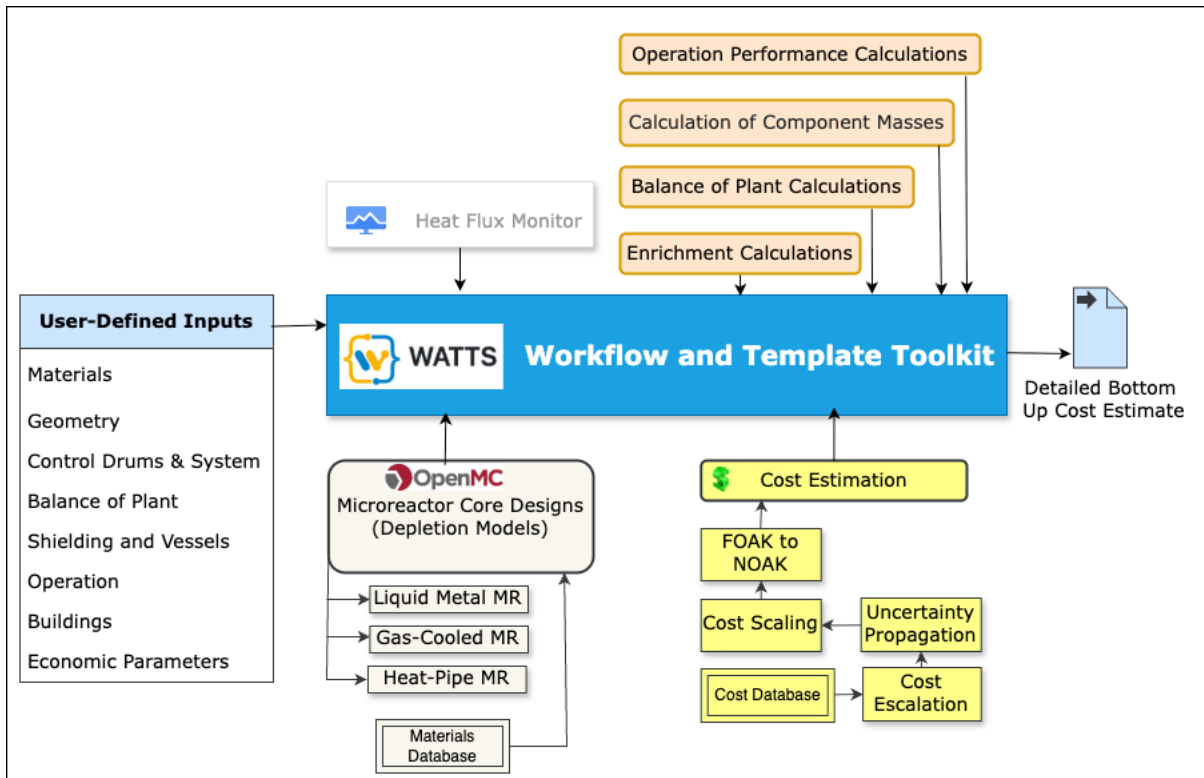 Operation Performance Calculations
Calculation of Component Masses
Balance of Plant Calculations
Enrichment Calculations
Heat Flux Monitor
User-Defined Inputs
Materials
Geometry
Control Drums & System
Balance of Plant
Shielding and Vessels
Operation
Buildings
Economic Parameters
WATTS
Workflow and Template Toolkit
Detailed Bottom
Up Cost Estimate
OpenMC
Microreactor Core Designs
(Depletion Models)
Liquid Metal MR
Gas-Cooled MR
Heat-Pipe MR
Materials
Database
$ Cost Estimation
FOAK to
NOAK
Cost Scaling
Uncertainty
Propagation
Cost Database
Cost
Escalation